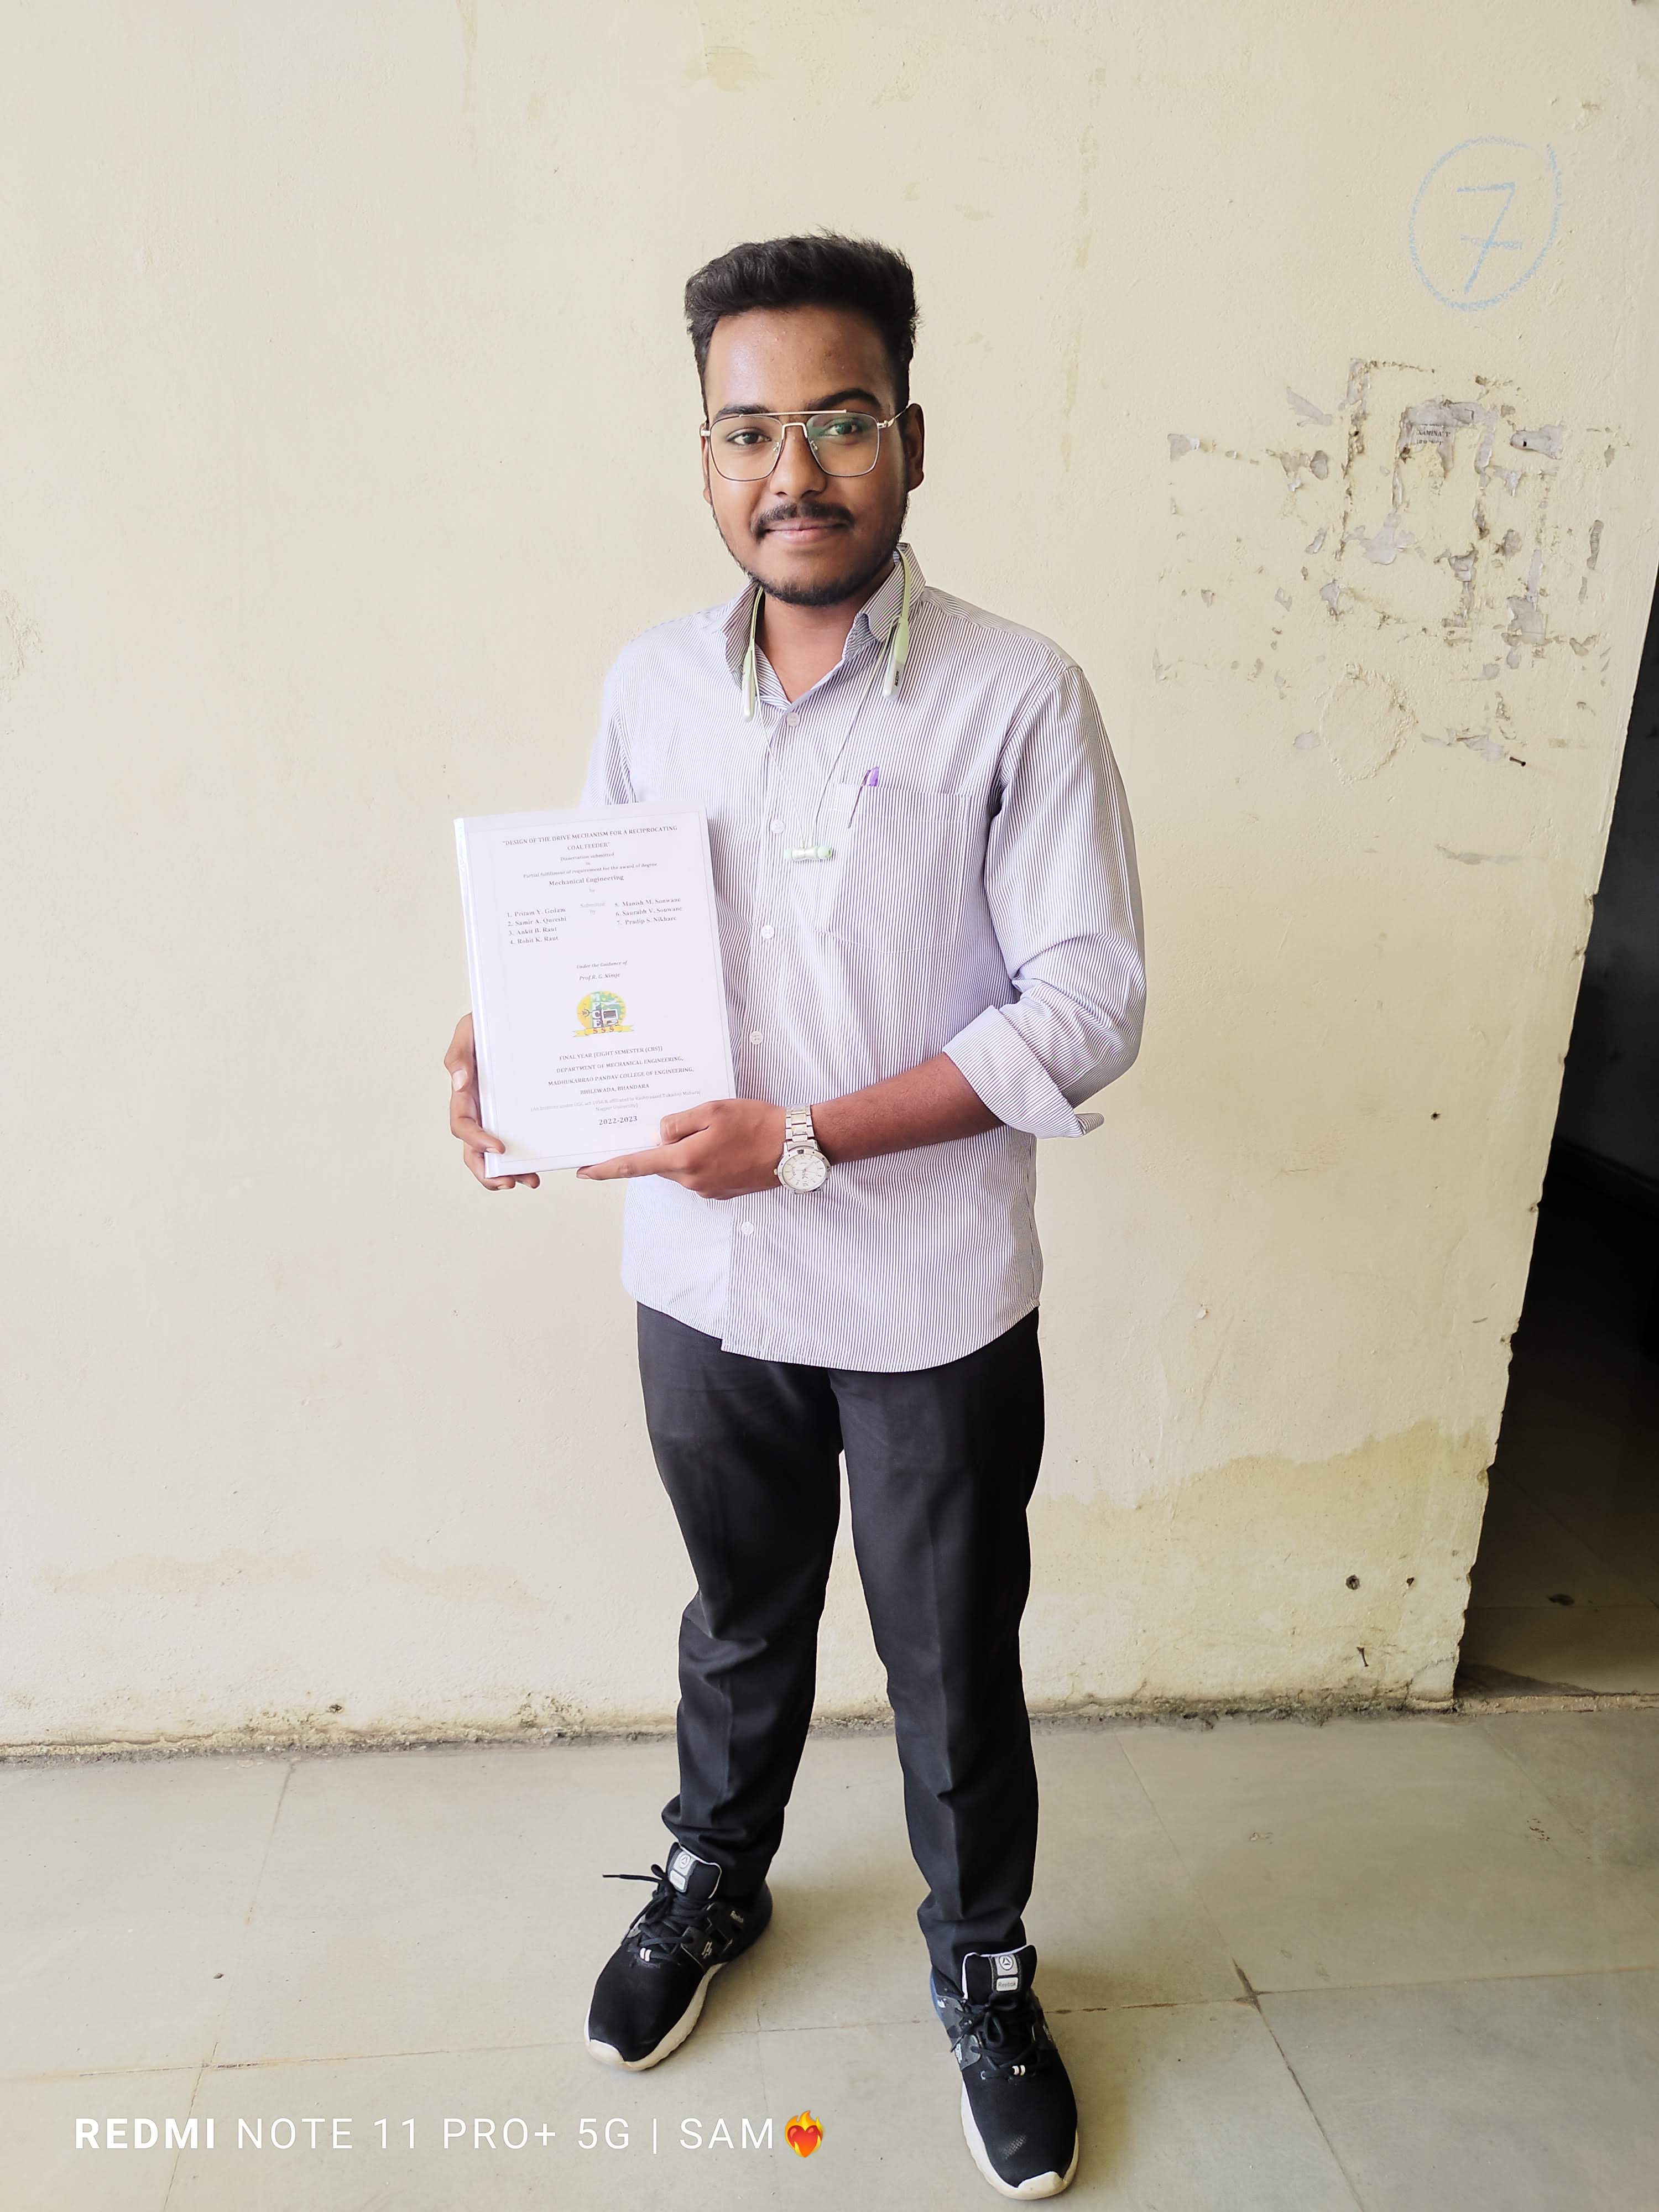 7
"DESIGN OF THE DRIVE MECHANISM FOR A RECIPROCATING
COAL FEEDER"
Dissertation submitted
in
Partial fulfilment of requirement for the award of degree
Mechanical Engineering
by
Submitted
By
1. Pritam Y. Gedam
2. Samir A. Qureshi
3. Ankit B. Raut
4. Rohit K. Raut
Manish M. Sonwane
6. Saurabh V. Sonwane
7. Pradip S. Nikhare
Under the Guidance of
Prof.R. G. Nimje
SSS
FINAL YEAR [EIGHT SEMESTER (CBS)]
DEPARTMENT OF MECHANICAL ENGINEERING,
MADHUKARRAO PANDAV COLLEGE OF ENGINEERING,
BHILEWADA, BHANDARA
2022-2023
Reebok
Reebok
REDMI NOTE 11 PRO+ 5G | SAM❤️‍🔥